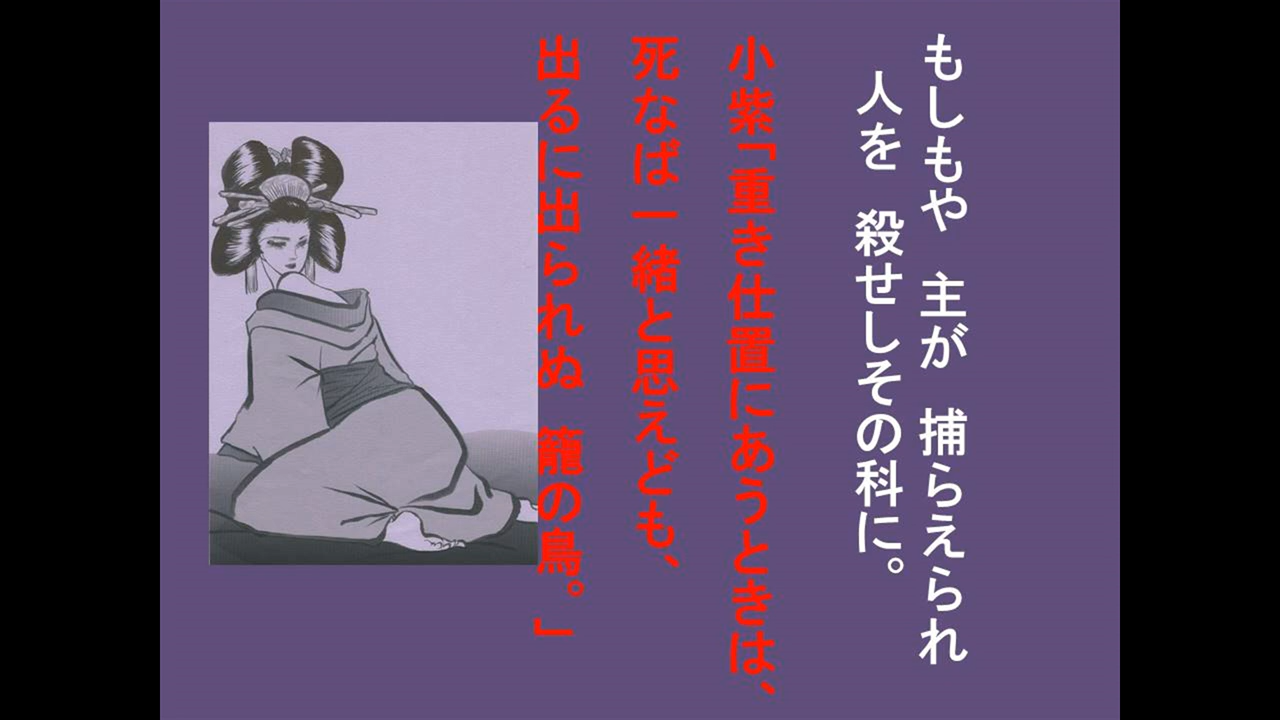 もしもや　主が　捕らえられ
人を　殺せしその科に。
小紫「重き仕置にあうときは、
死なば一緒と思えども、
出るに出られぬ　籠の鳥。」